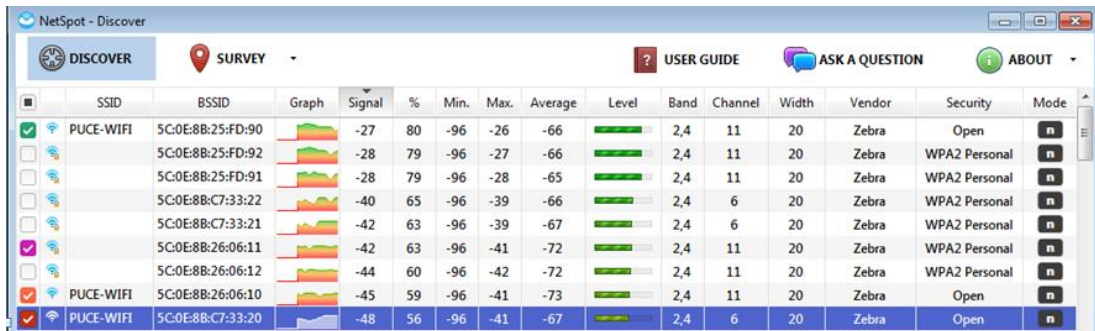 NetSpot - Discover
DISCOVER SURVEY USER GUIDE ASK A QUESTION ABOUT
SSID BSSID Graph Signal % Min. Max. Average Level Band Channel Width Vendor Security Mode
PUCE-WIFI 5C:0E:8B:25:FD:90 -27 80 -96 -26 -66 2,4 11 20 Zebra Open n
5C:0E:8B:25:FD:92 -28 79 -96 -27 -66 2,4 11 20 Zebra WPA2 Personal n
5C:0E:8B:25:FD:91 -28 79 -96 -28 -65 2,4 11 20 Zebra WPA2 Personal n
5C:0E:8B:C7:33:22 -40 65 -96 -39 -66 2,4 6 20 Zebra WPA2 Personal n
5C:0E:8B:C7:33:21 -42 63 -96 -39 -67 2,4 6 20 Zebra WPA2 Personal n
5C:0E:8B:26:06:11 -42 63 -96 -41 -72 2,4 11 20 Zebra WPA2 Personal n
5C:0E:8B:26:06:12 -44 60 -96 -42 -72 2,4 11 20 Zebra WPA2 Personal n
PUCE-WIFI 5C:0E:8B:26:06:10 -45 59 -96 -41 -73 2,4 11 20 Zebra Open n
PUCE-WIFI 5C:0E:8B:C7:33:20 -48 56 -96 -41 -67 2,4 6 20 Zebra Open n